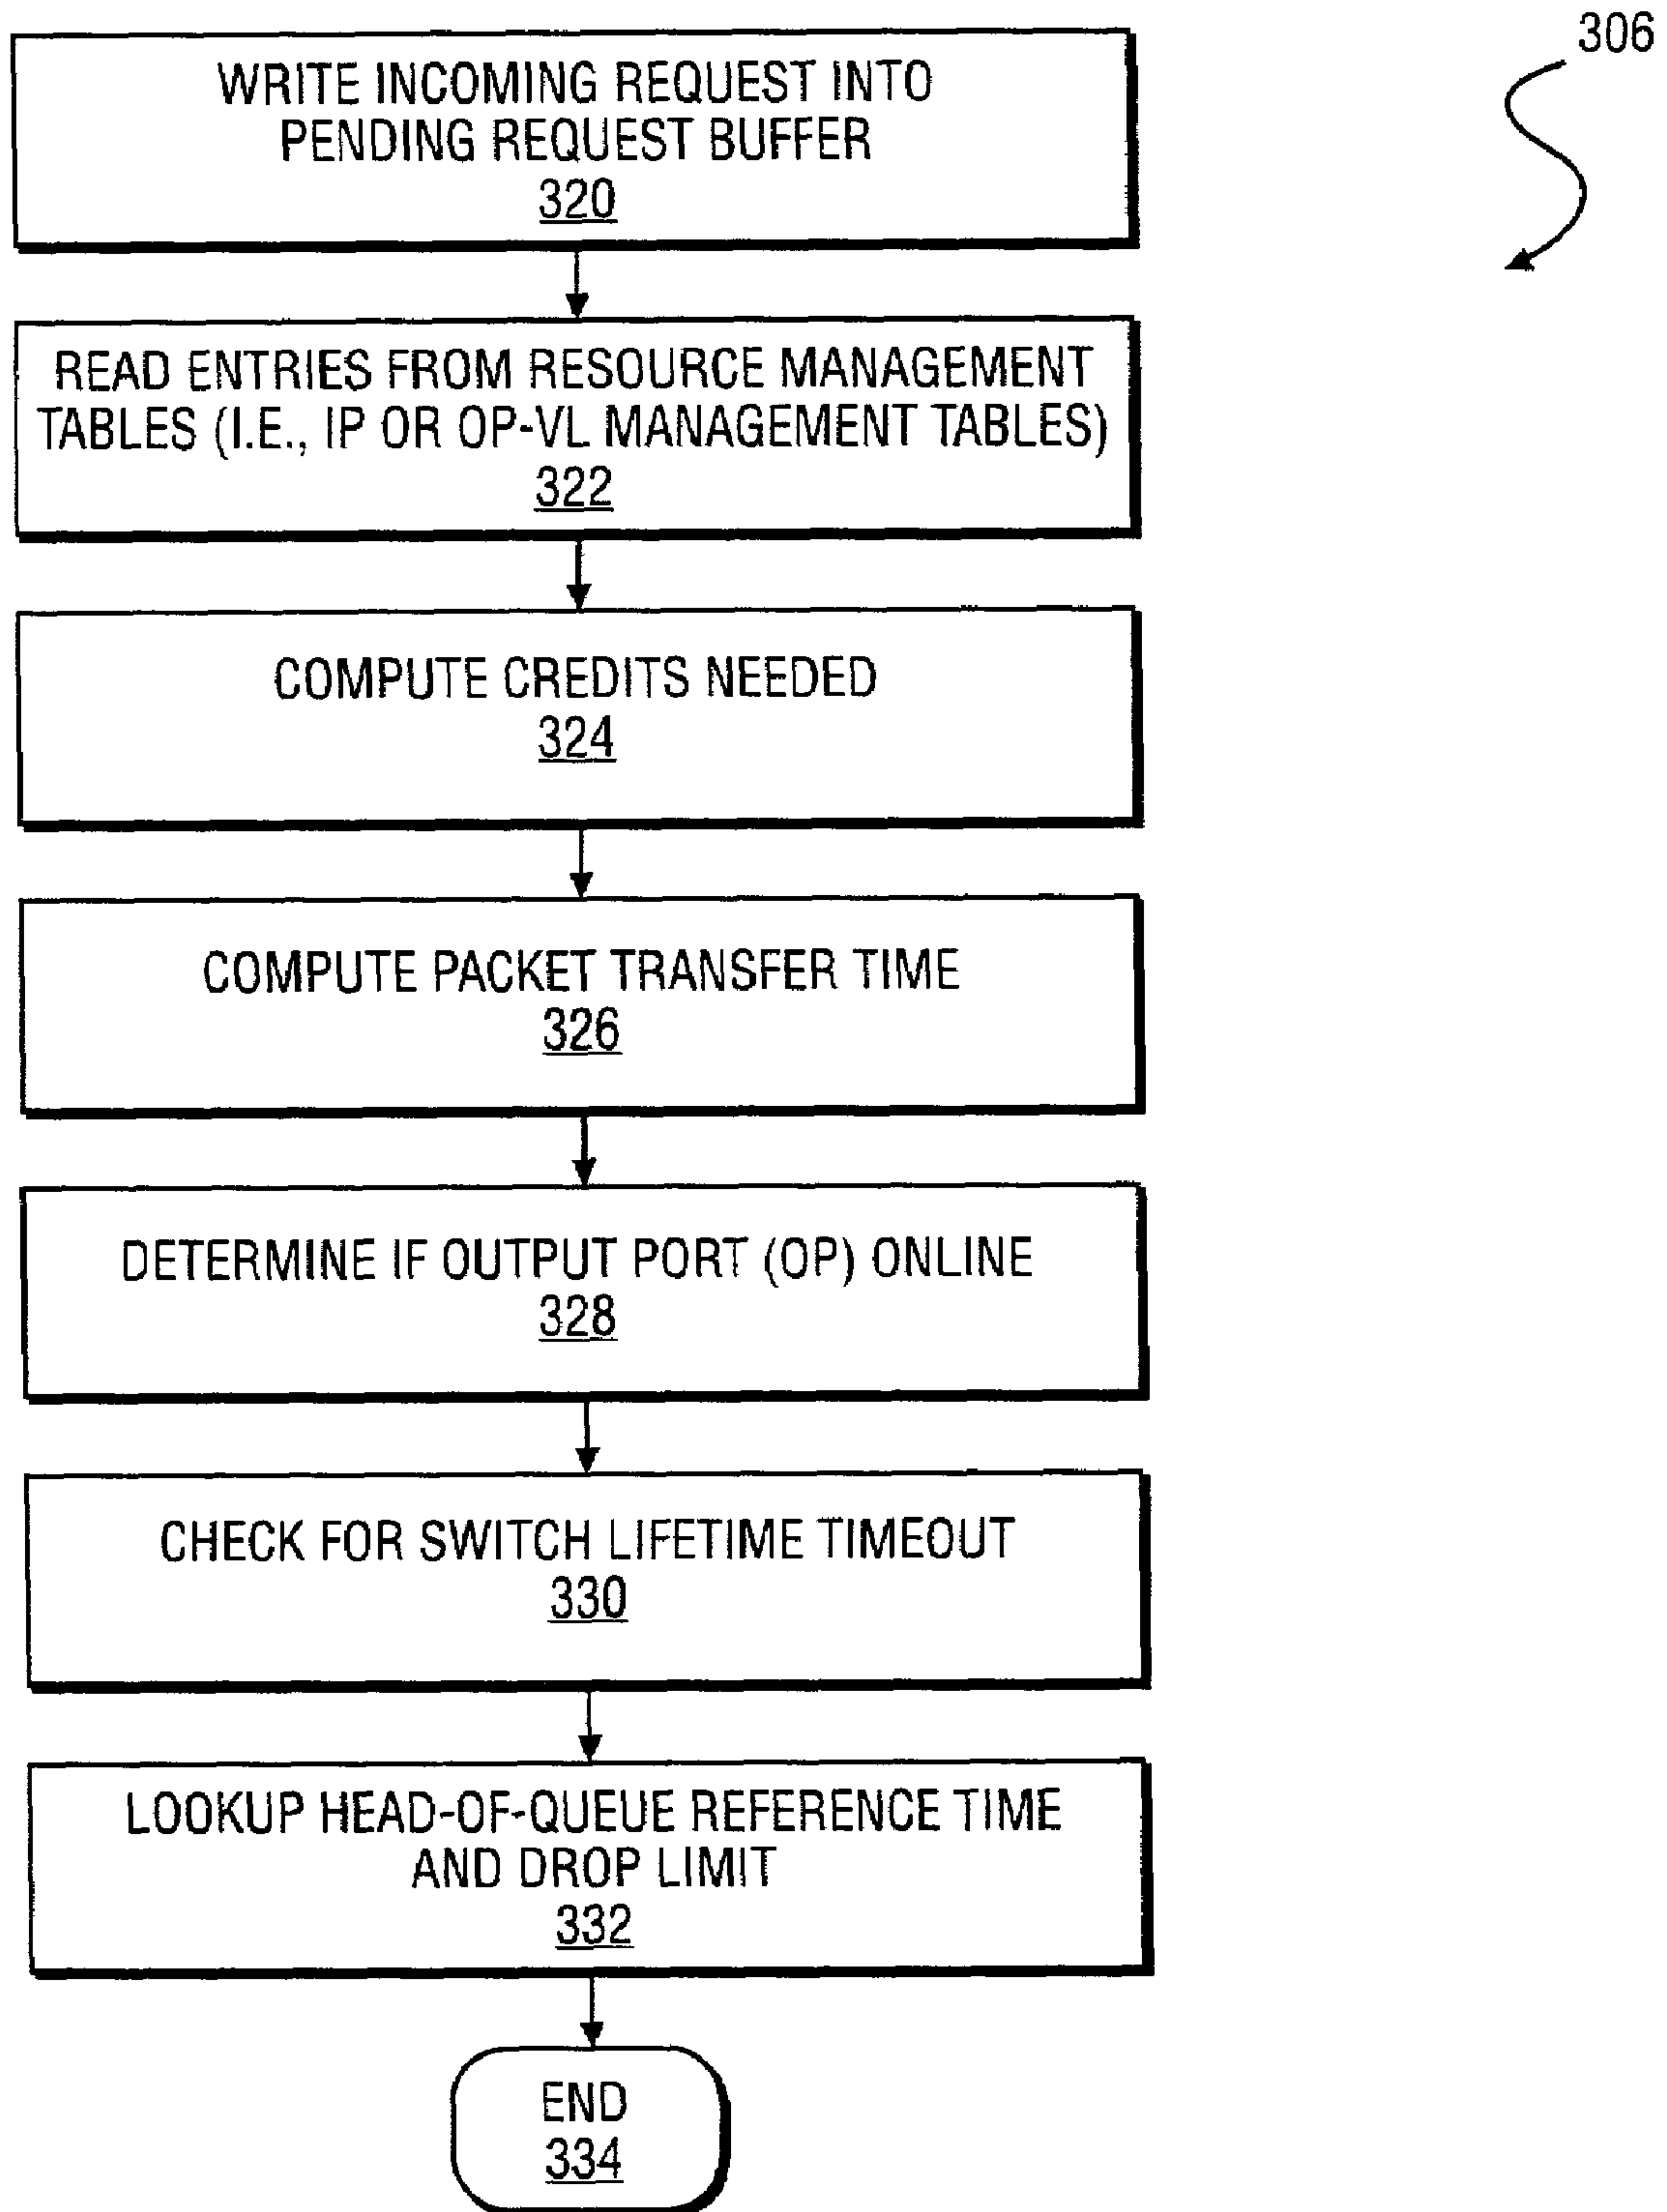 306
WRITE INCOMING REQUEST INTO
PENDING REQUEST BUFFER
320
READ ENTRIES FROM RESOURCE MANAGEMENT
TABLES (I.E., IP OR OP-VL MANAGEMENT TABLES)
322
COMPUTE CREDITS NEEDED
324
COMPUTE PACKET TRANSFER TIME
326
DETERMINE IF OUTPUT PORT (OP) ONLINE
328
CHECK FOR SWITCH LIFETIME TIMEOUT
330
LOOKUP HEAD-OF-QUEUE REFERENCE TIME
AND DROP LIMIT
332
END
334